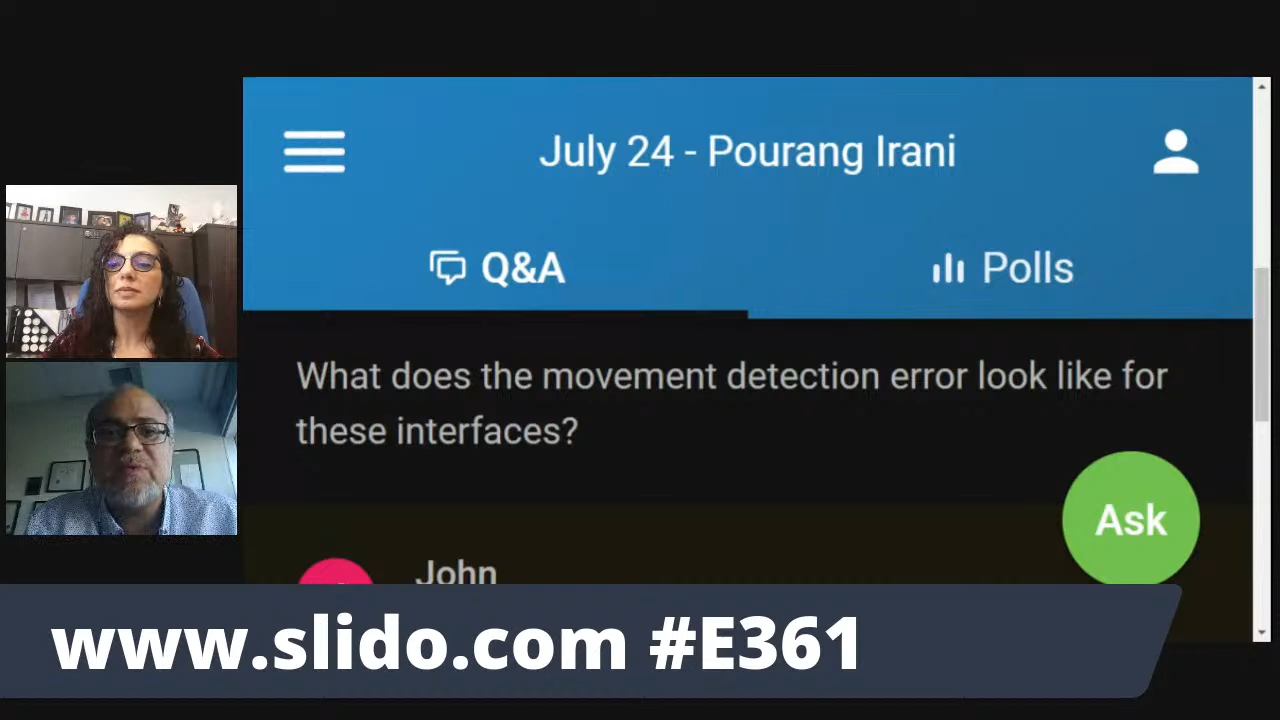 July 24 - Pourang Irani
Q&A
Polls
What does the movement detection error look like for
these interfaces?
Ask
John
www.slido.com #E361